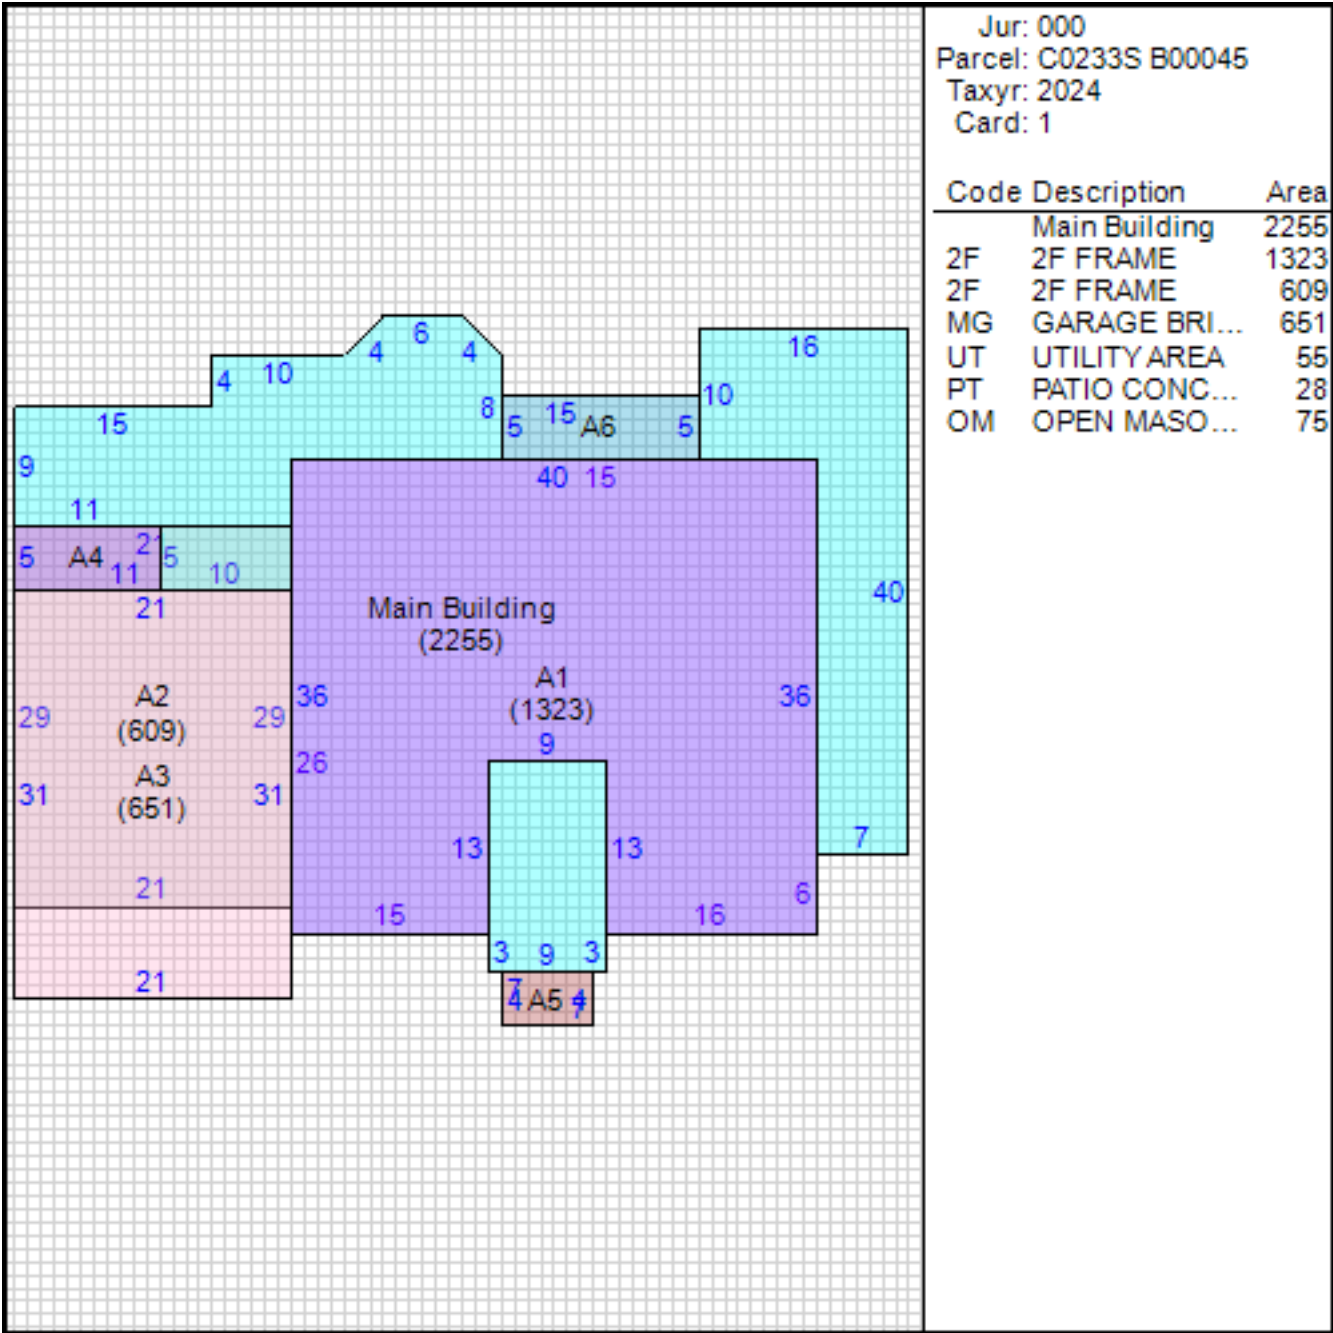 Jur: 000
Parcel: C0233S B00045
Taxyr: 2024
Card: 1
Code Description Area
Main Building 2255
2F 2F FRAME 1323
2F 2F FRAME 609
MG GARAGE BRI... 651
UT UTILITY AREA 55
PT PATIO CONC... 28
OM OPEN MASO... 75
6
4 4
16
4 10
10
8
15
5 15 A6 5
9
40 15
11
5 A4 21 5
11 10
21
40
Main Building
(2255)
A1
(1323)
A2
(609)
36 36
29 29
9
26
A3
(651)
31 31
13 13
7
21
6
15 16
3 9 3
21
7
4 A5 4
7